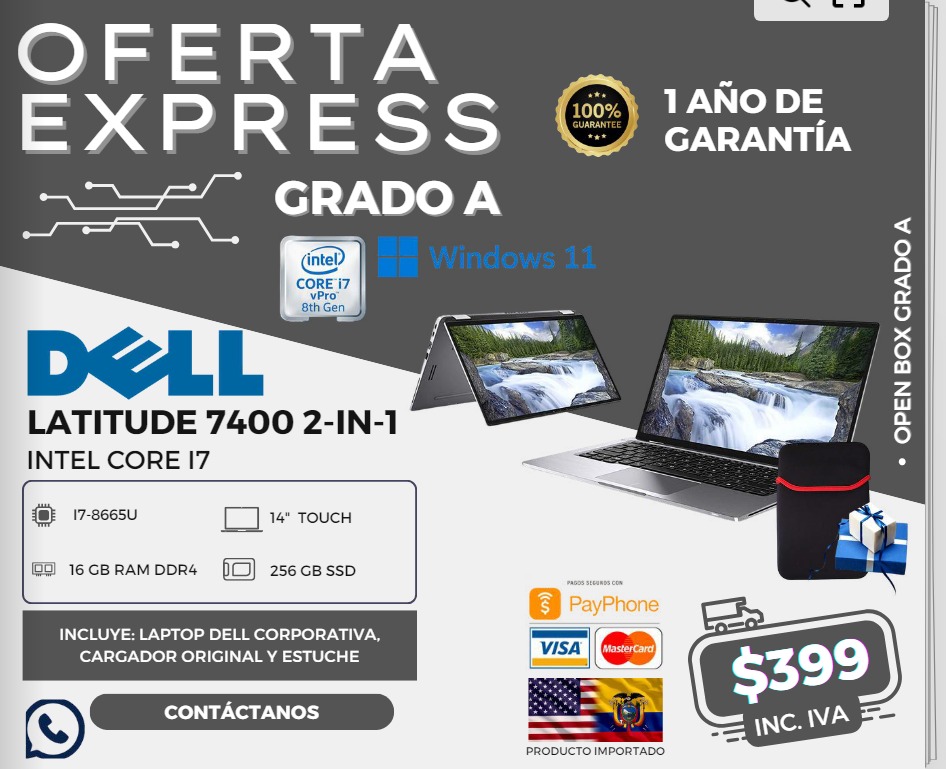 OFERTA
EXPRESS
100%
GUARANTEE
1 AÑO DE
GARANTÍA
GRADO A
intel
CORE i7
vPro
8th Gen
Windows 11
OPEN BOX GRADO A
DELL
LATITUDE 7400 2-IN-1
INTEL CORE I7
I7-8665U
14" TOUCH
16 GB RAM DDR4
256 GB SSD
INCLUYE: LAPTOP DELL CORPORATIVA,
CARGADOR ORIGINAL Y ESTUCHE
CONTÁCTANOS
PAGOS SEGUROS CON
PayPhone
VISA
MasterCard
PRODUCTO IMPORTADO
$399
INC. IVA